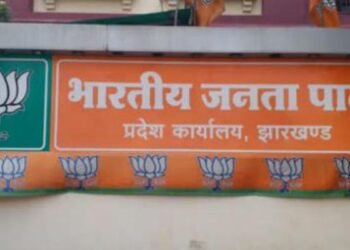 भारतीय जनता पा
प्रदेश कार्यालय, झारखण्ड